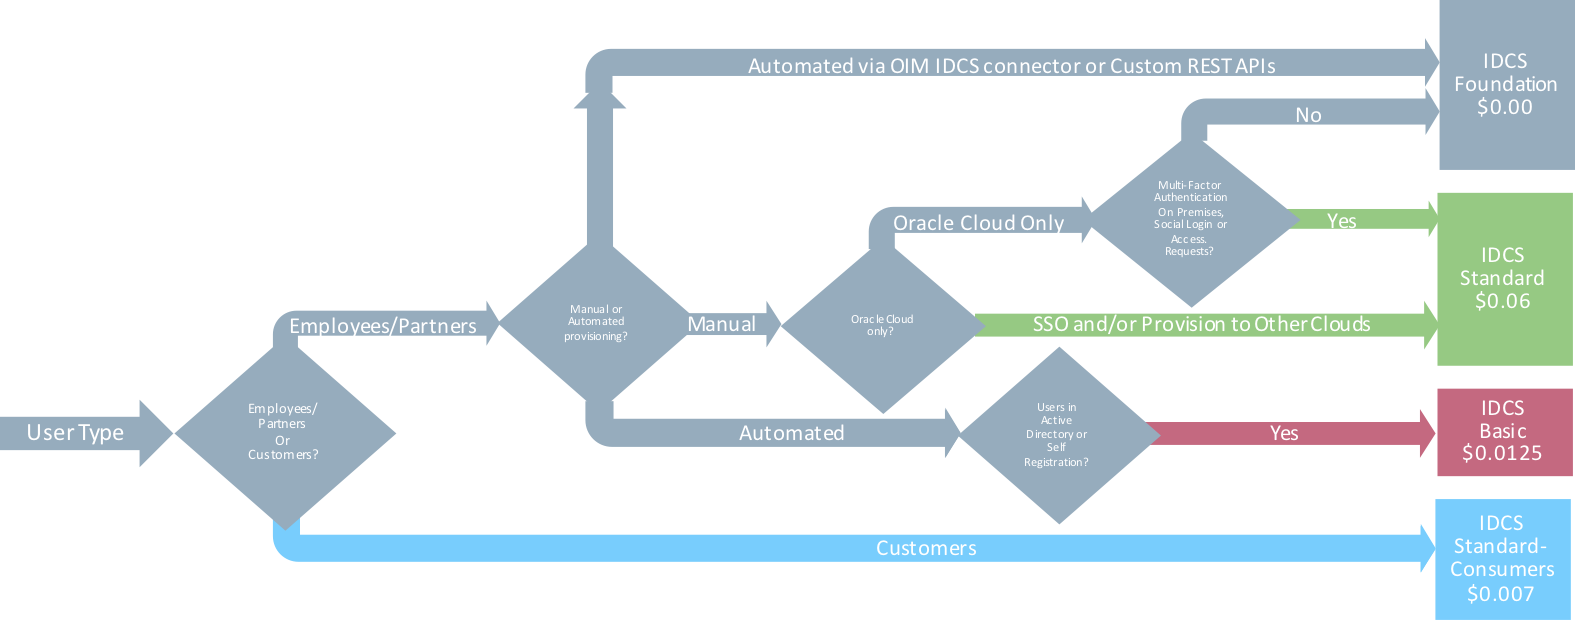 User Type
Employees/
Partners
Or
Customers?
Employees/Partners
Manual or
Automated
provisioning?
Automated via OIM IDCS connector or Custom REST APIs
Manual
Oracle Cloud
only?
Oracle Cloud Only
Multi-Factor
Authentication
On Premises,
Social Login or
Access.
Requests?
No
Yes
SSO and/or Provision to Other Clouds
Automated
Users in
Active
Directory or
Self
Registration?
Yes
Customers
IDCS
Foundation
$0.00
IDCS
Standard
$0.06
IDCS
Basic
$0.0125
IDCS
Standard-
Consumers
$0.007